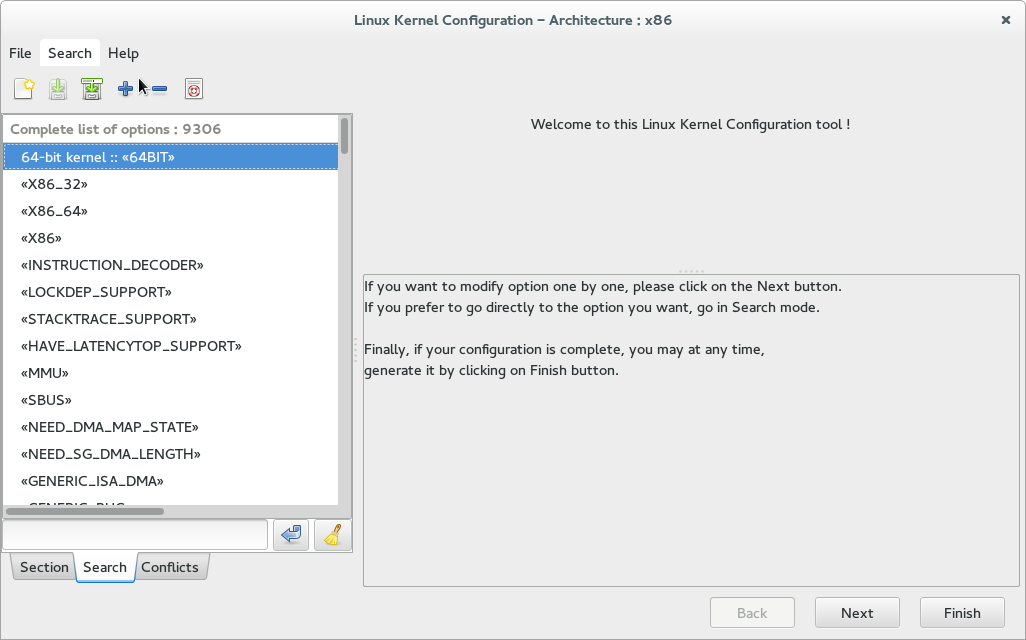 Linux Kernel Configuration – Architecture : x86
File Search Help
Complete list of options : 9306
64-bit kernel :: «64BIT»
«X86_32»
«X86_64»
«X86»
«INSTRUCTION_DECODER»
«LOCKDEP_SUPPORT»
«STACKTRACE_SUPPORT»
«HAVE_LATENCYTOP_SUPPORT»
«MMU»
«SBUS»
«NEED_DMA_MAP_STATE»
«NEED_SG_DMA_LENGTH»
«GENERIC_ISA_DMA»
Section Search Conflicts
Welcome to this Linux Kernel Configuration tool !
If you want to modify option one by one, please click on the Next button.
If you prefer to go directly to the option you want, go in Search mode.
Finally, if your configuration is complete, you may at any time,
generate it by clicking on Finish button.
Back Next Finish